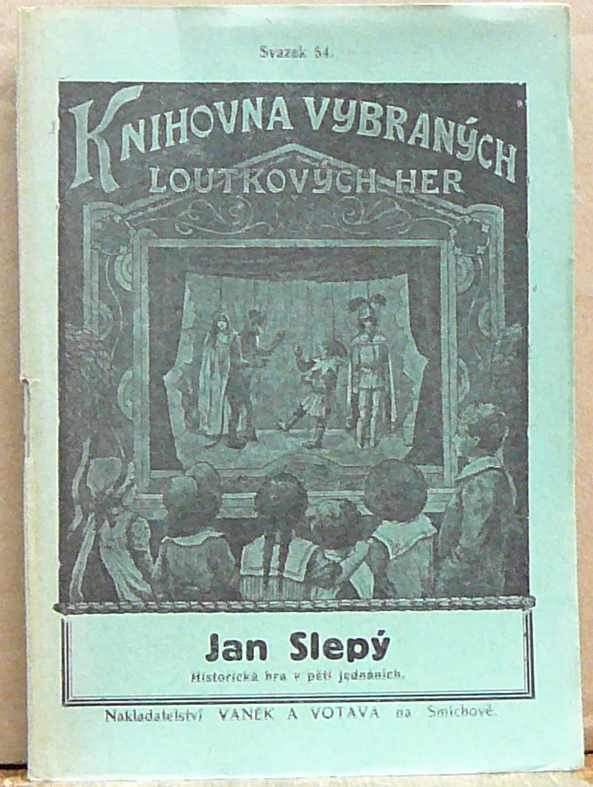 Svazek 54.
KNIHOVNA VYBRANÝCH
LOUTKOVÝCH HER
Jan Slepý
Historická hra v pěti jednáních.
Nakladatelství VANĚK A VOTAVA na Smíchově.